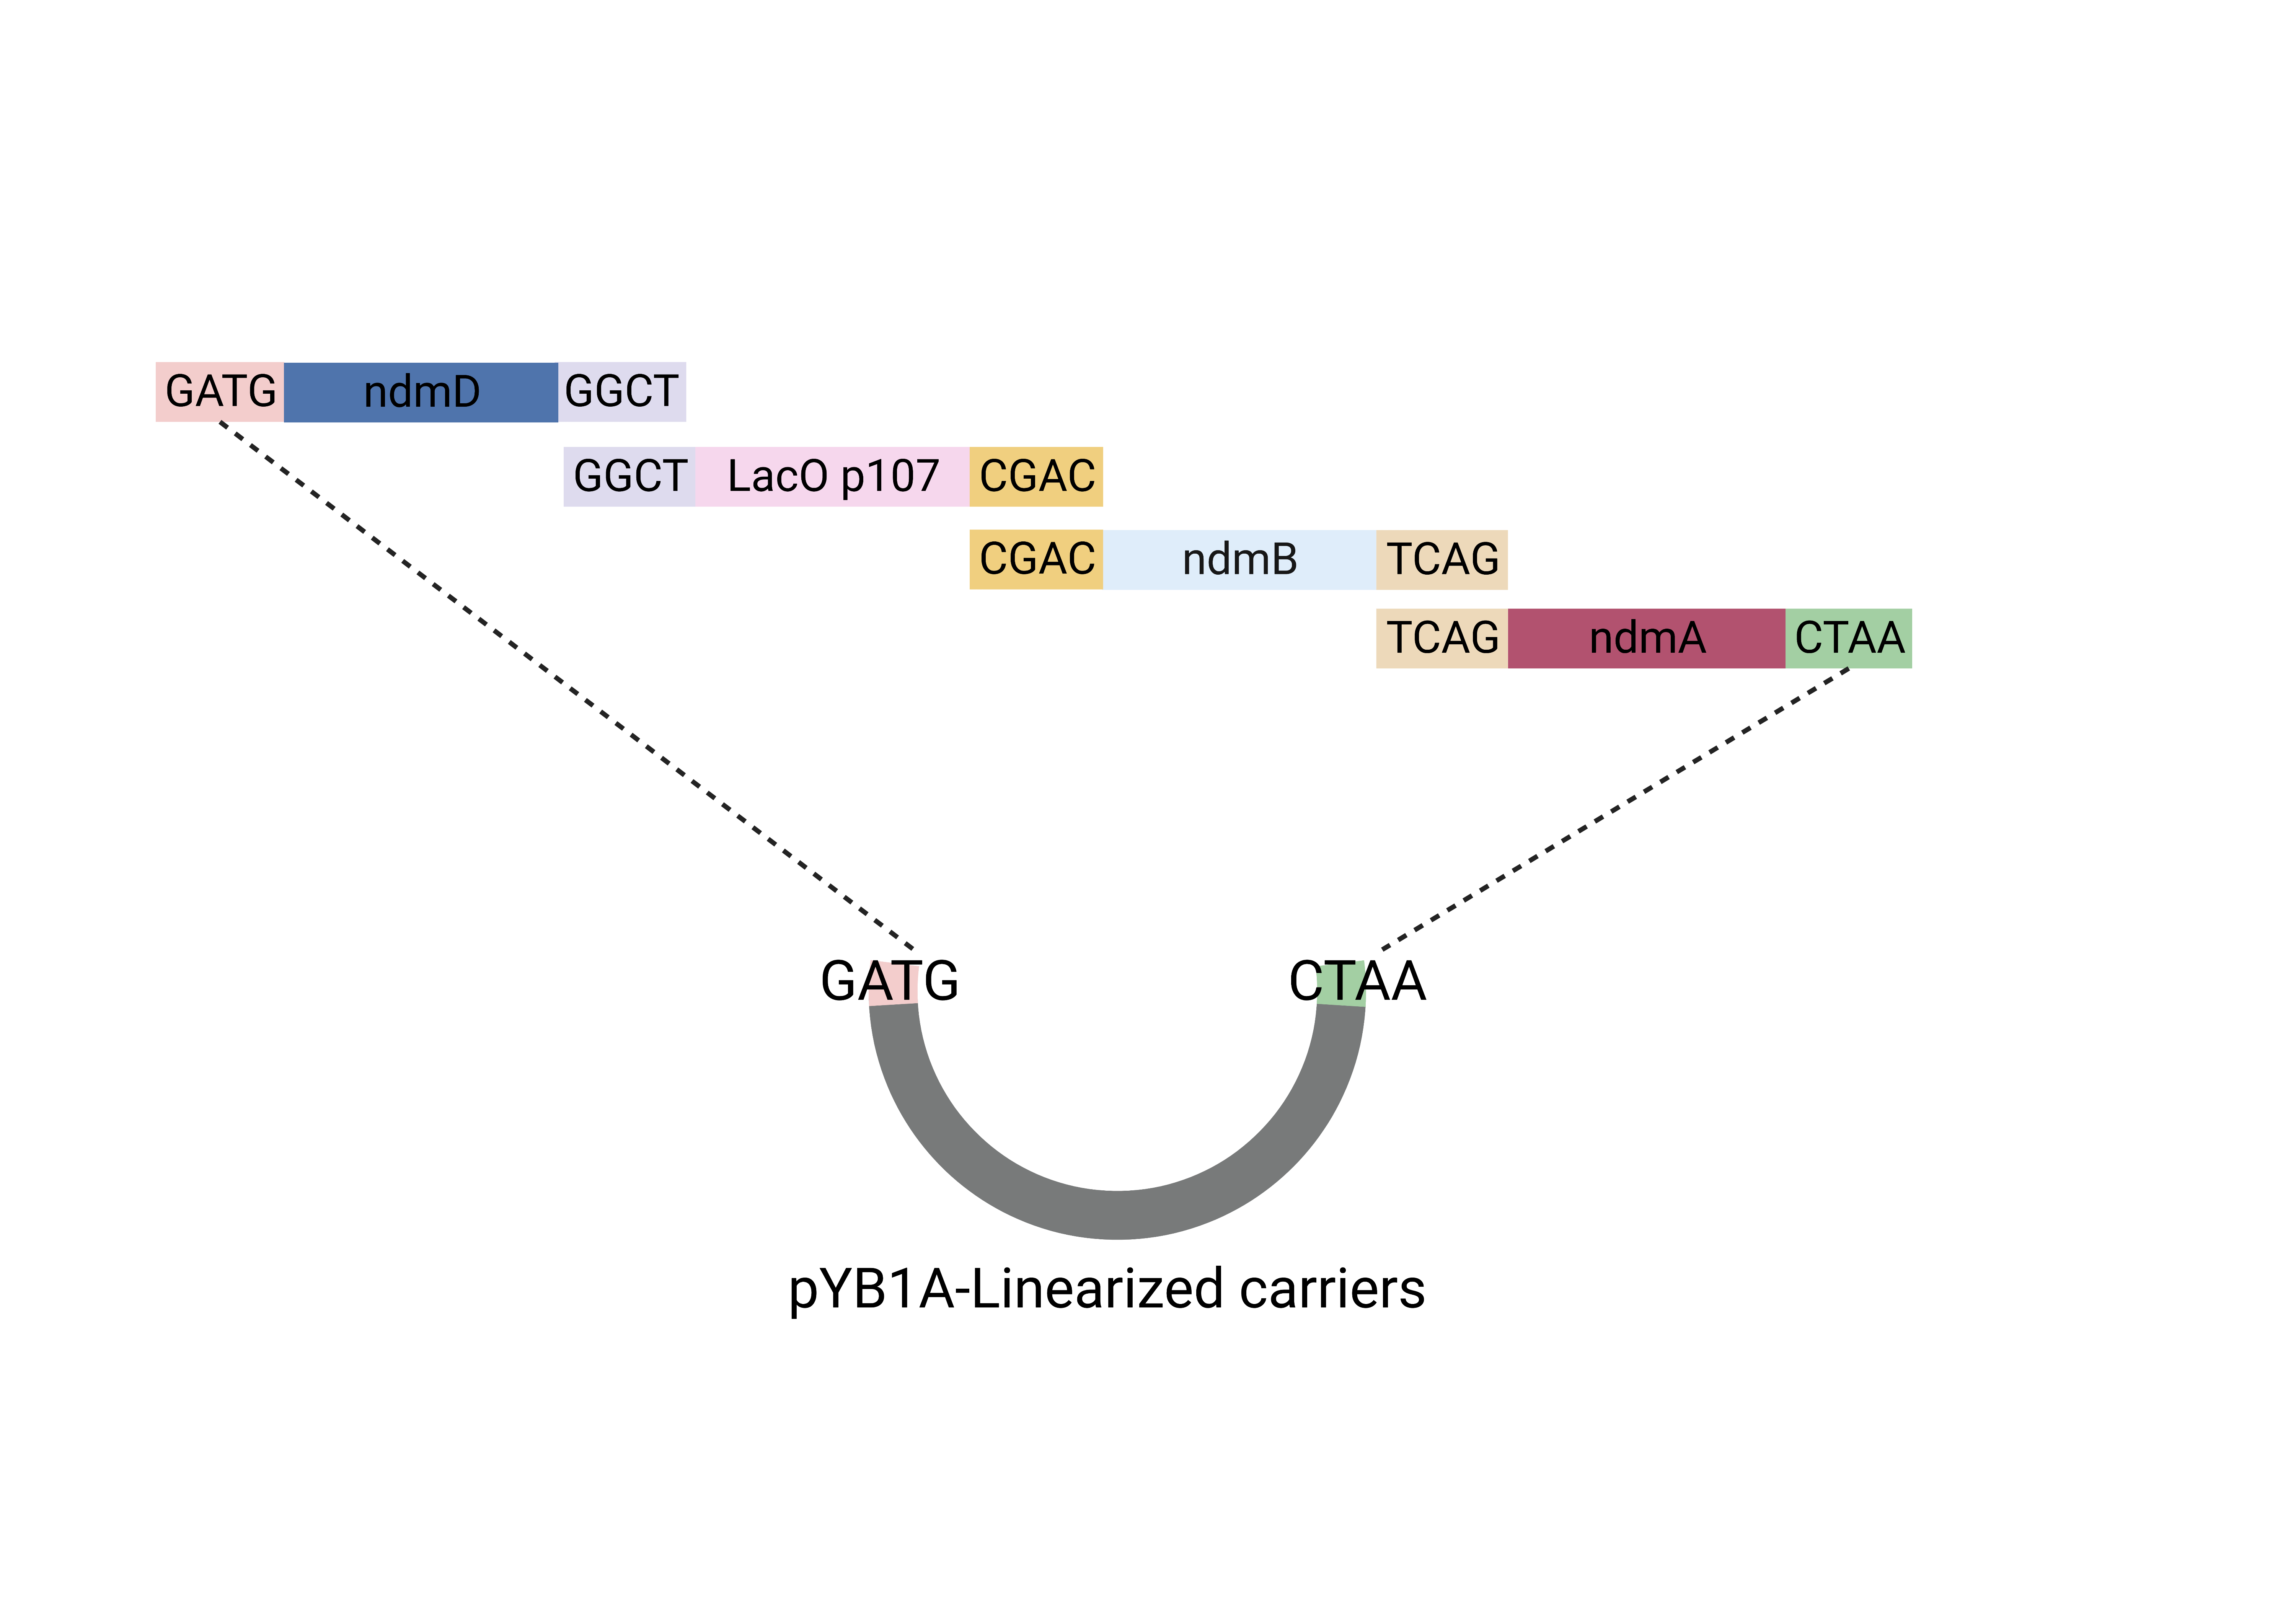 GATG ndmD GGCT
GGCT LacO p107 CGAC
CGAC ndmB TCAG
TCAG ndmA CTAA
GATG CTAA
pYB1A-Linearized carriers